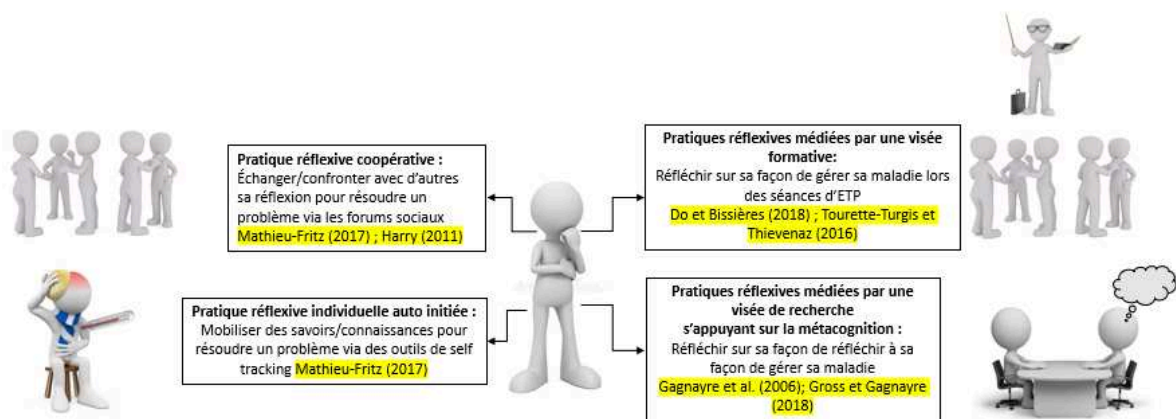 Pratique réflexive coopérative :
Échanger/confronter avec d'autres
sa réflexion pour résoudre un
problème via les forums sociaux
Mathieu-Fritz (2017) ; Harry (2011)
Pratiques réflexives médiées par une visée
formative:
Réfléchir sur sa façon de gérer sa maladie lors
des séances d'ETP
Do et Bissières (2018) ; Tourette-Turgis et
Thievenaz (2016)
Pratique réflexive individuelle auto initiée :
Mobiliser des savoirs/connaissances pour
résoudre un problème via des outils de self
tracking Mathieu-Fritz (2017)
Pratiques réflexives médiées par une
visée de recherche
s'appuyant sur la métacognition :
Réfléchir sur sa façon de réfléchir à sa
façon de gérer sa maladie
Gagnayre et al. (2006); Gross et Gagnayre
(2018)